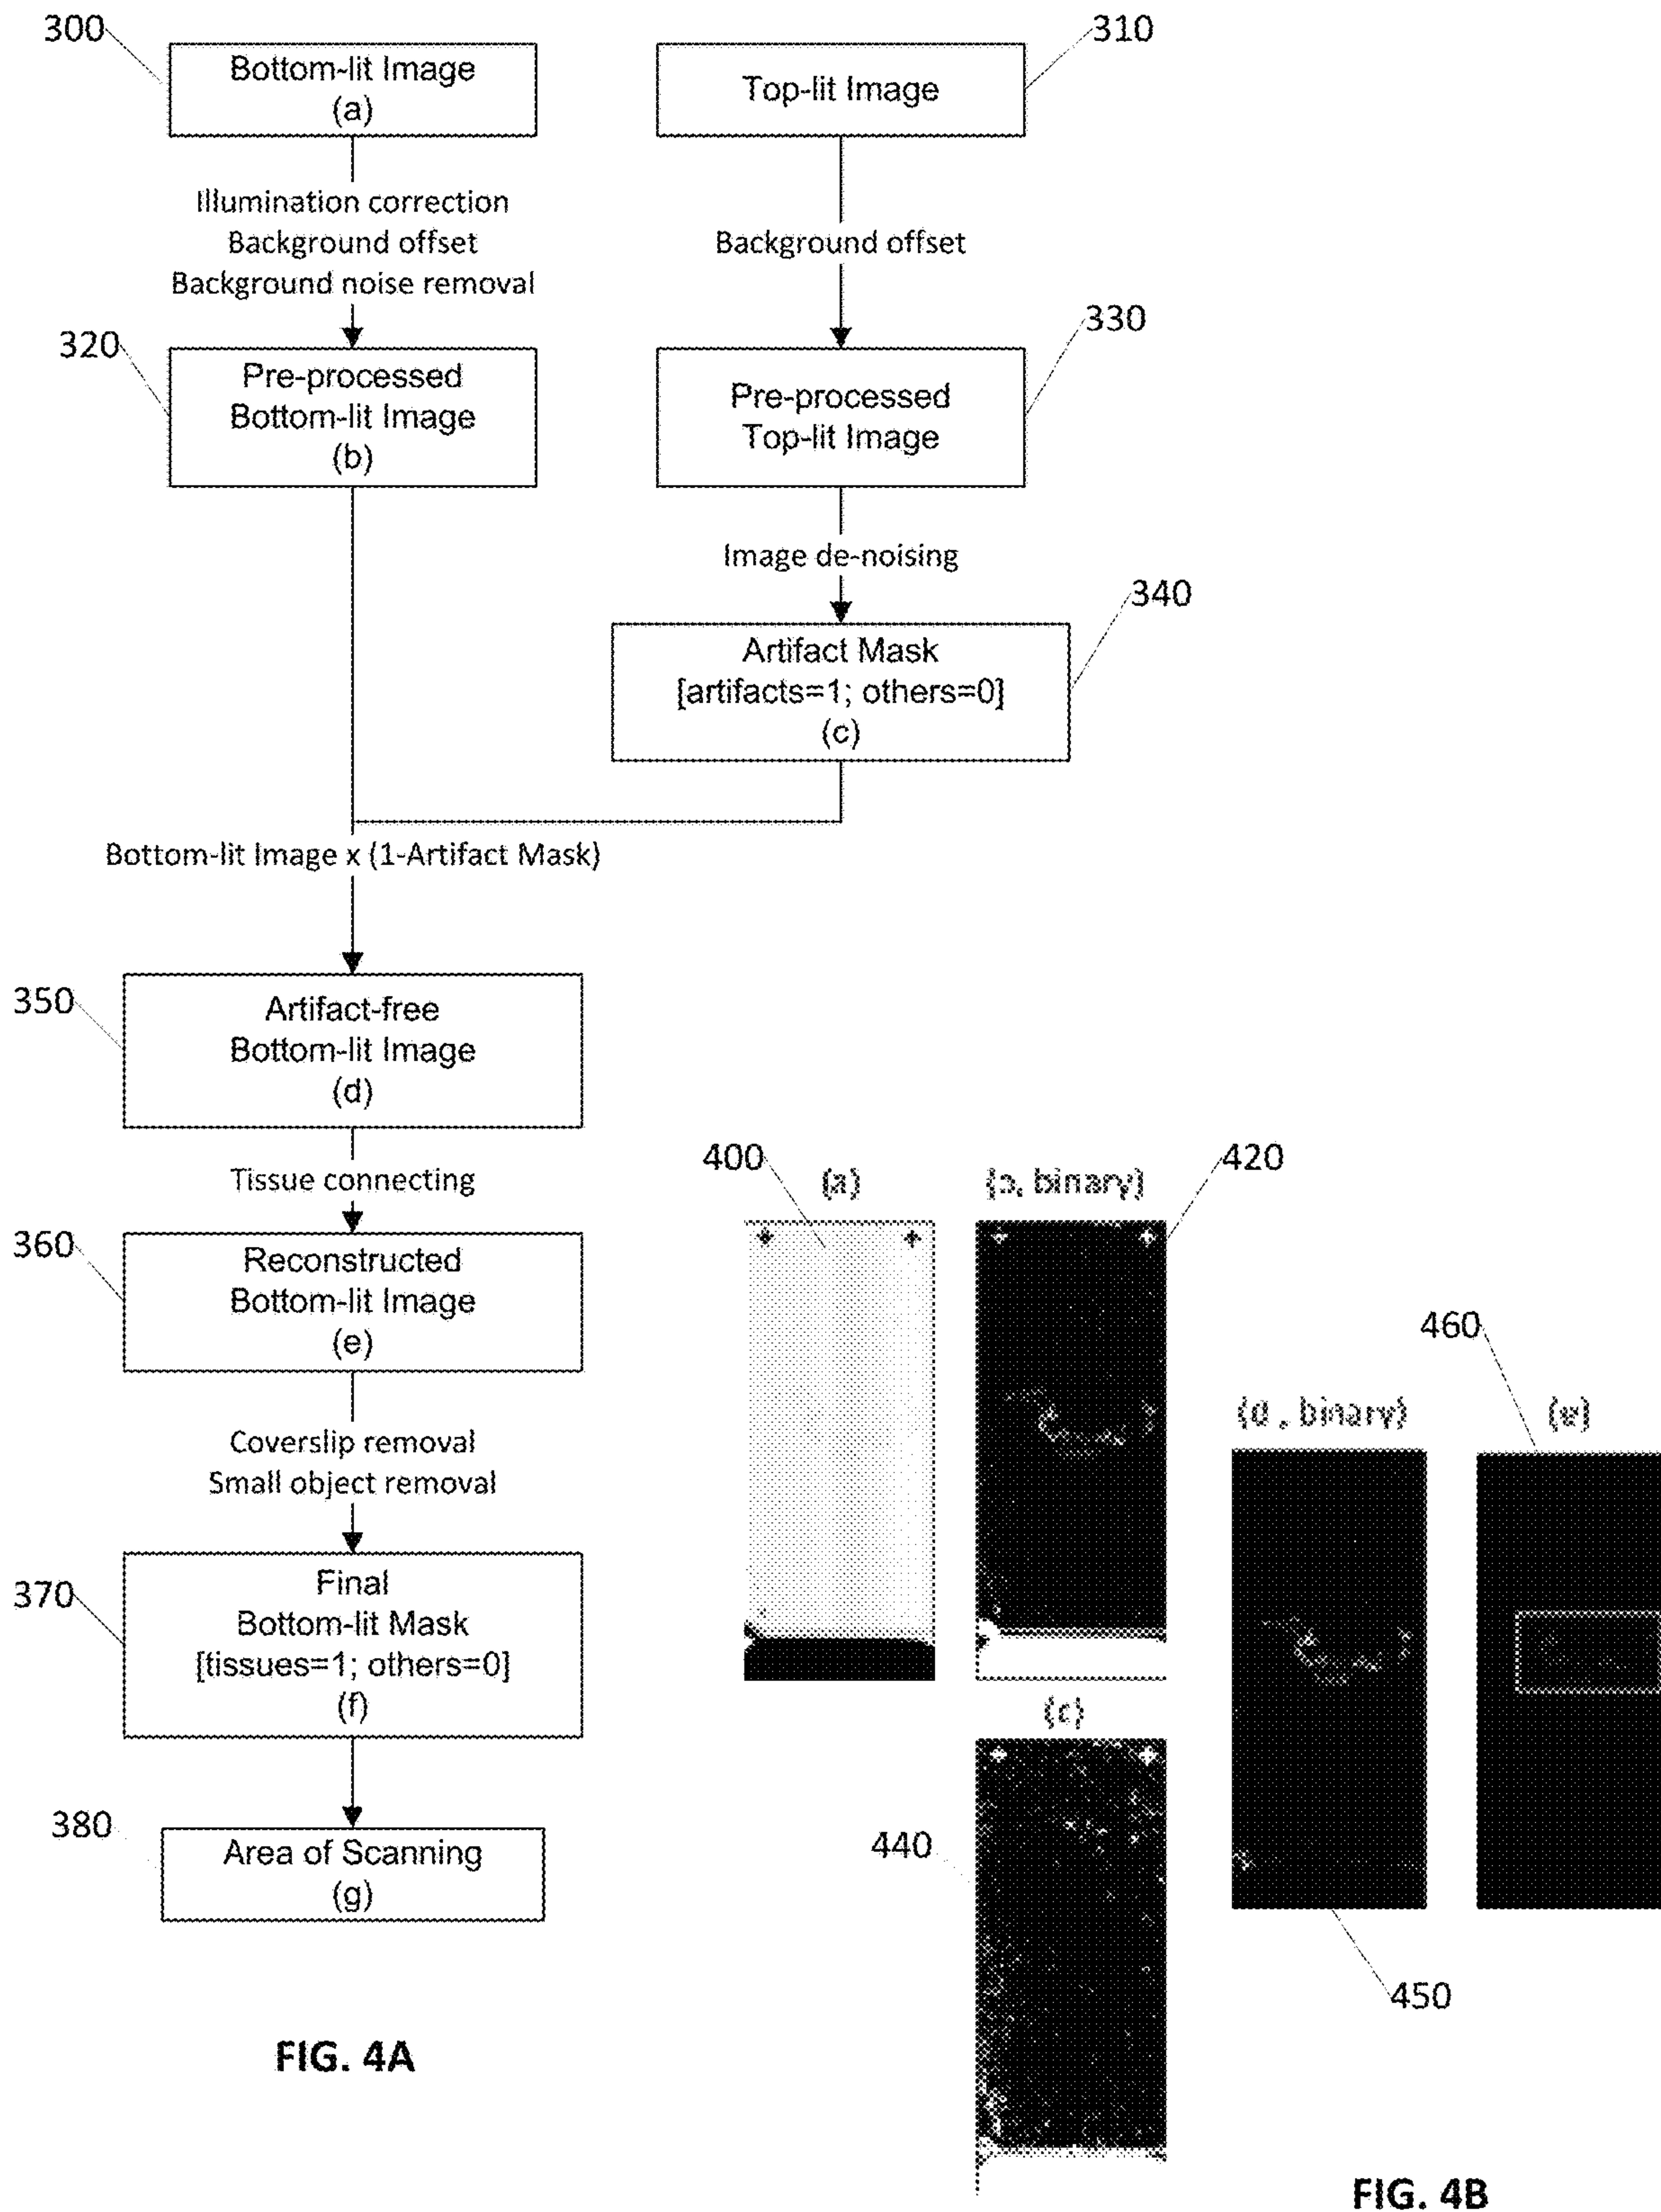 300
Bottom-lit Image
(a)
310
Top-lit Image
Illumination correction
Background offset
Background noise removal
Background offset
320
Pre-processed
Bottom-lit Image
(b)
330
Pre-processed
Top-lit Image
Image de-noising
340
Artifact Mask
[artifacts=1; others=0]
(c)
Bottom-lit Image x (1-Artifact Mask)
350
Artifact-free
Bottom-lit Image
(d)
Tissue connecting
360
Reconstructed
Bottom-lit Image
(e)
Coverslip removal
Small object removal
370
Final
Bottom-lit Mask
[tissues=1; others=0]
(f)
380
Area of Scanning
(g)
FIG. 4A
400
(a)
(b, binary)
420
(c)
440
(d, binary)
450
460
(e)
FIG. 4B